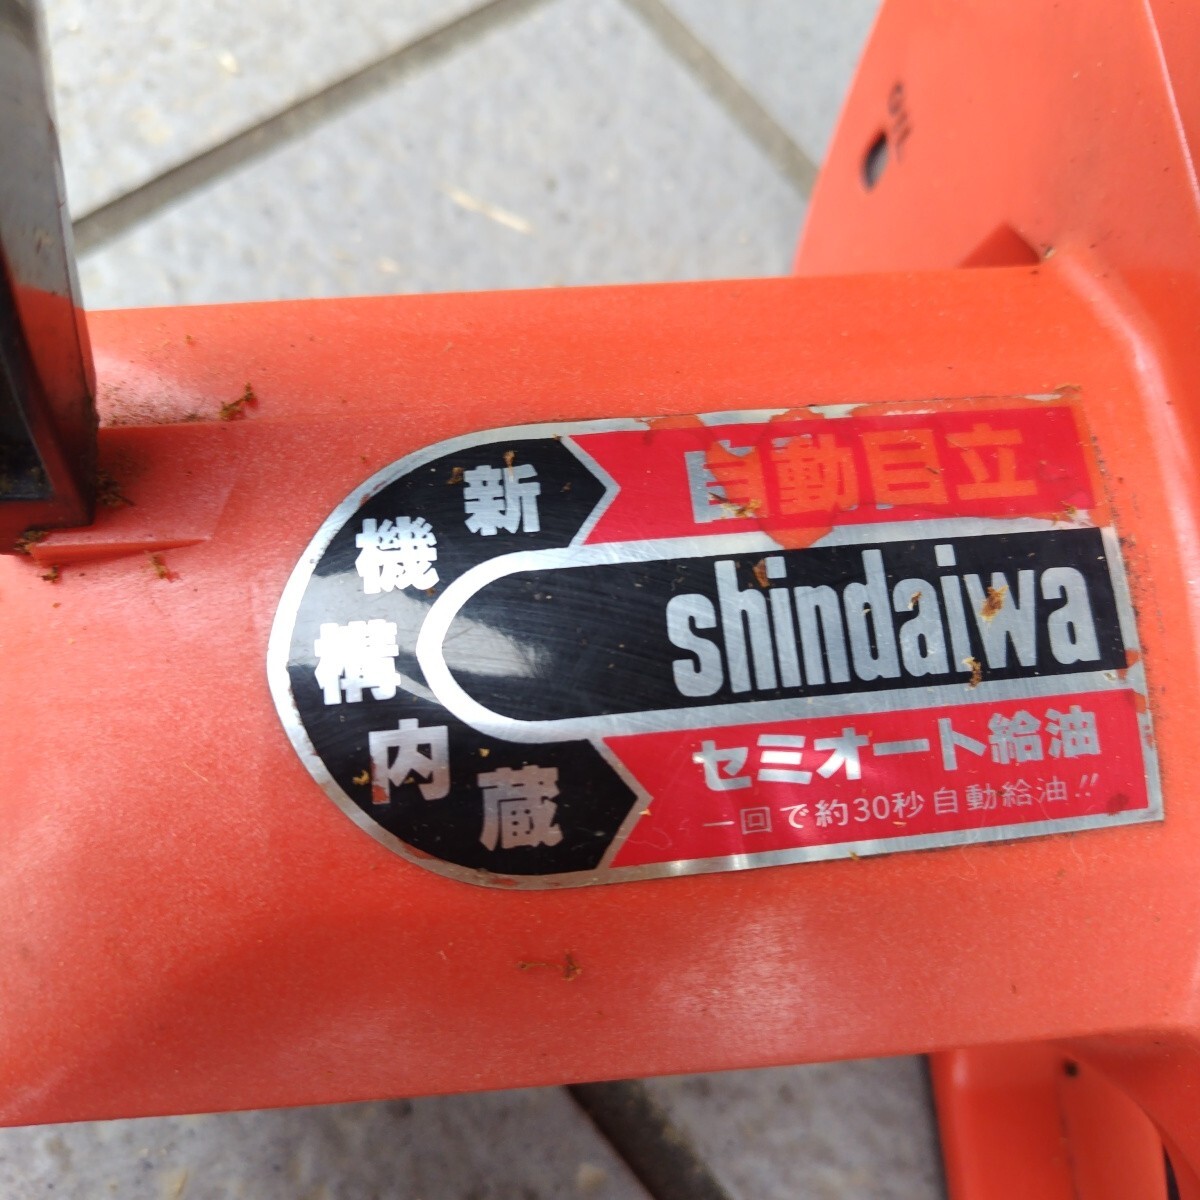 OIL
新機構内蔵
自動目立
shindaiwa
セミオート給油
一回で約30秒自動給油!!